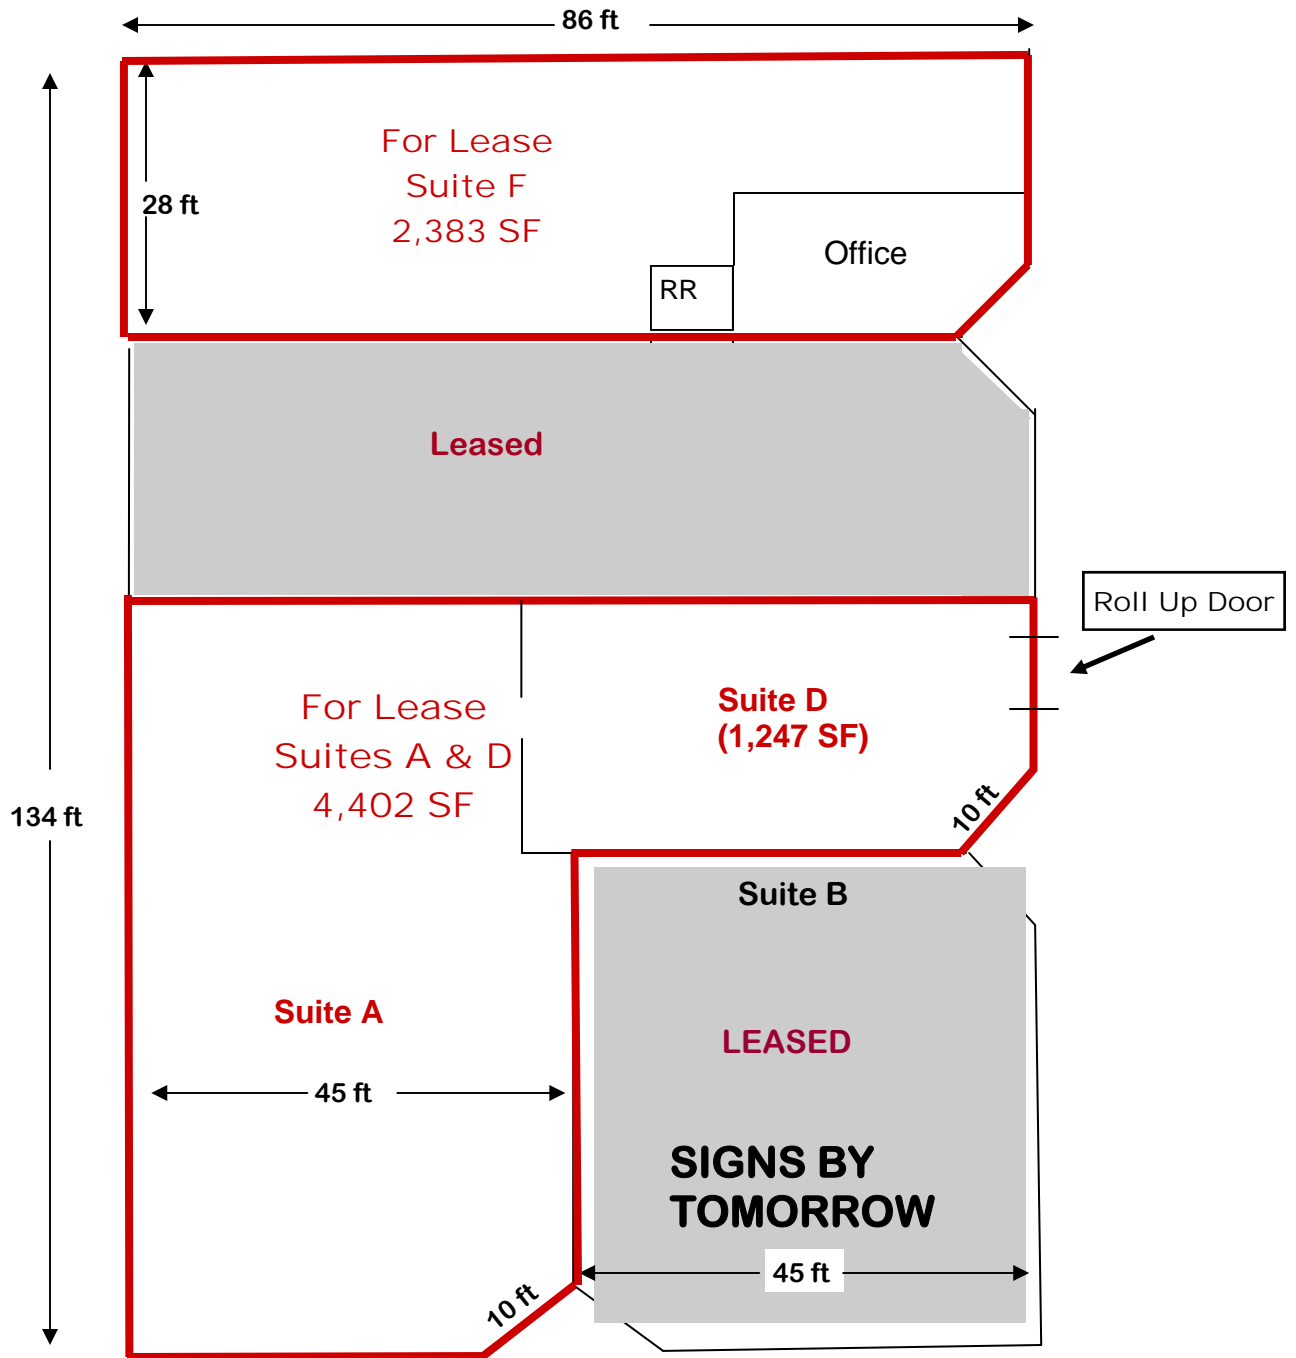 86 ft
For Lease
Suite F
2,383 SF
28 ft
Office
RR
Leased
Roll Up Door
For Lease
Suites A & D
4,402 SF
Suite D
(1,247 SF)
134 ft
10 ft
Suite B
Suite A
LEASED
45 ft
SIGNS BY
TOMORROW
45 ft
10 ft